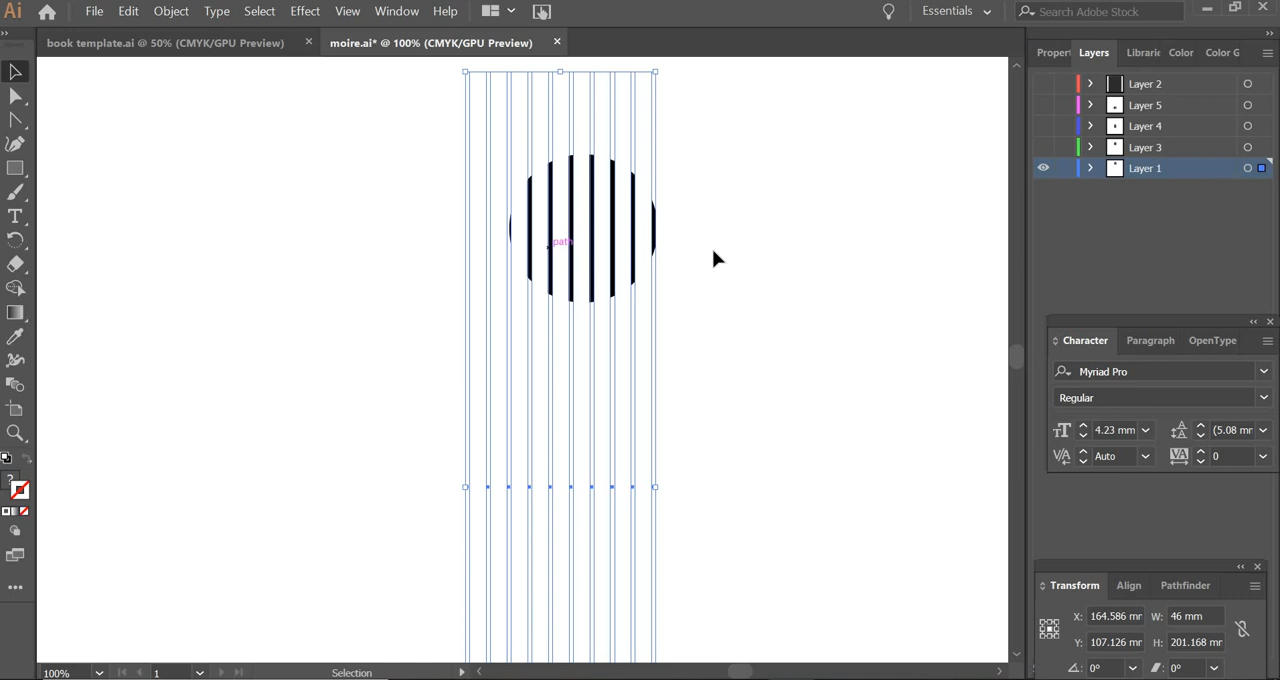 Ai File Edit Object Type Select Effect View Window Help Essentials Search Adobe Stock
book template.ai @ 50% (CMYK/GPU Preview) × moire.ai* @ 100% (CMYK/GPU Preview) ×
Propert Layers Librarie Color Color G
Layer 2
Layer 5
Layer 4
Layer 3
Layer 1
path
Character Paragraph OpenType
Myriad Pro
Regular
4.23 mm (5.08 mr
Auto 0
Transform Align Pathfinder
X: 164.586 mr W: 46 mm
Y: 107.126 mr H: 201.168 mr
0° 0°
100% 1 Selection